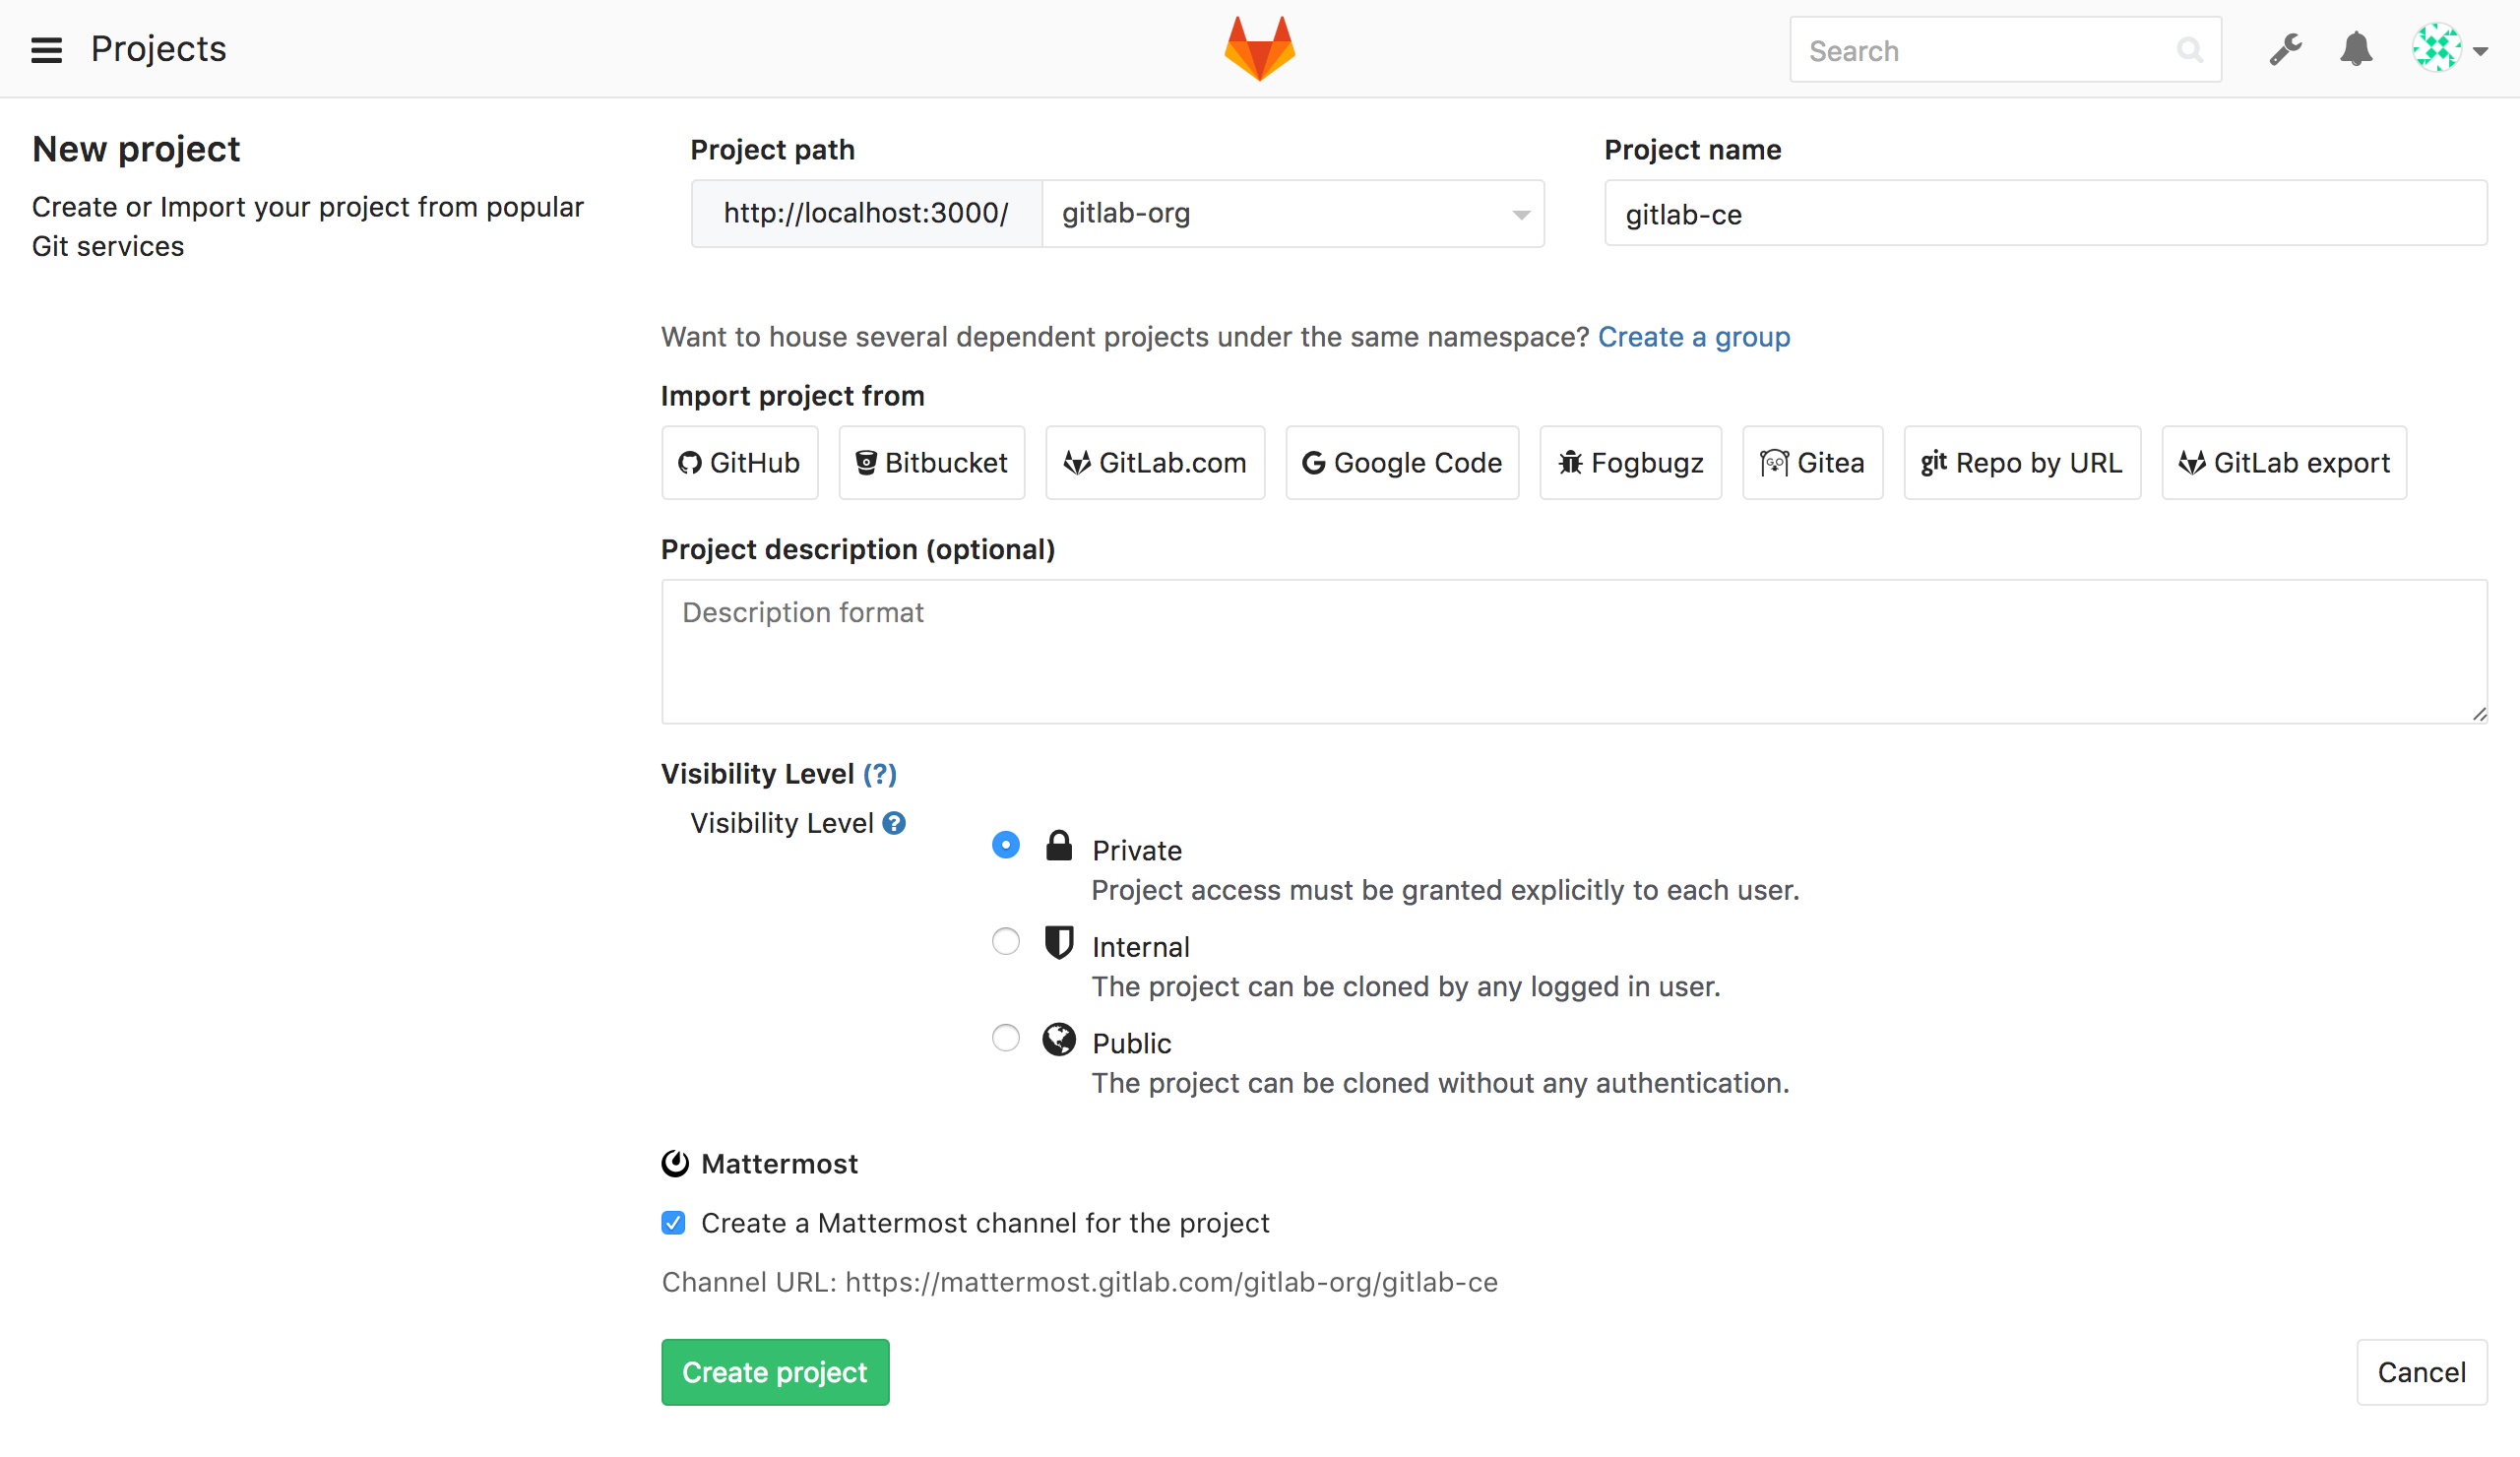 Projects
Search
New project
Create or Import your project from popular
Git services
Project path
http://localhost:3000/
gitlab-org
Project name
gitlab-ce
Want to house several dependent projects under the same namespace? Create a group
Import project from
GitHub
Bitbucket
GitLab.com
Google Code
Fogbugz
Gitea
git Repo by URL
GitLab export
Project description (optional)
Description format
Visibility Level (?)
Visibility Level ?
Private
Project access must be granted explicitly to each user.
Internal
The project can be cloned by any logged in user.
Public
The project can be cloned without any authentication.
Mattermost
Create a Mattermost channel for the project
Channel URL: https://mattermost.gitlab.com/gitlab-org/gitlab-ce
Create project
Cancel